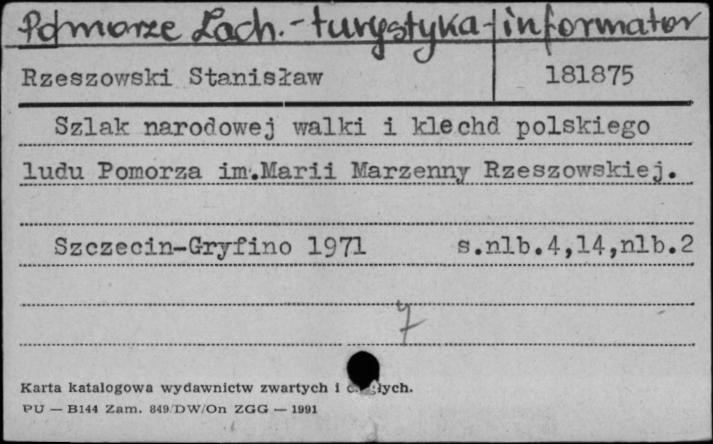 Pomorze Zach. - turystyka - informator
Rzeszowski Stanisław 181875
Szlak narodowej walki i klechd polskiego
ludu Pomorza im.Marii Marzenny Rzeszowskiej.
Szczecin-Gryfino 1971 s.nlb.4,14,nlb.2
7
Karta katalogowa wydawnictw zwartych i
PU — B144 Zam. 849/DW/On ZGG — 1991